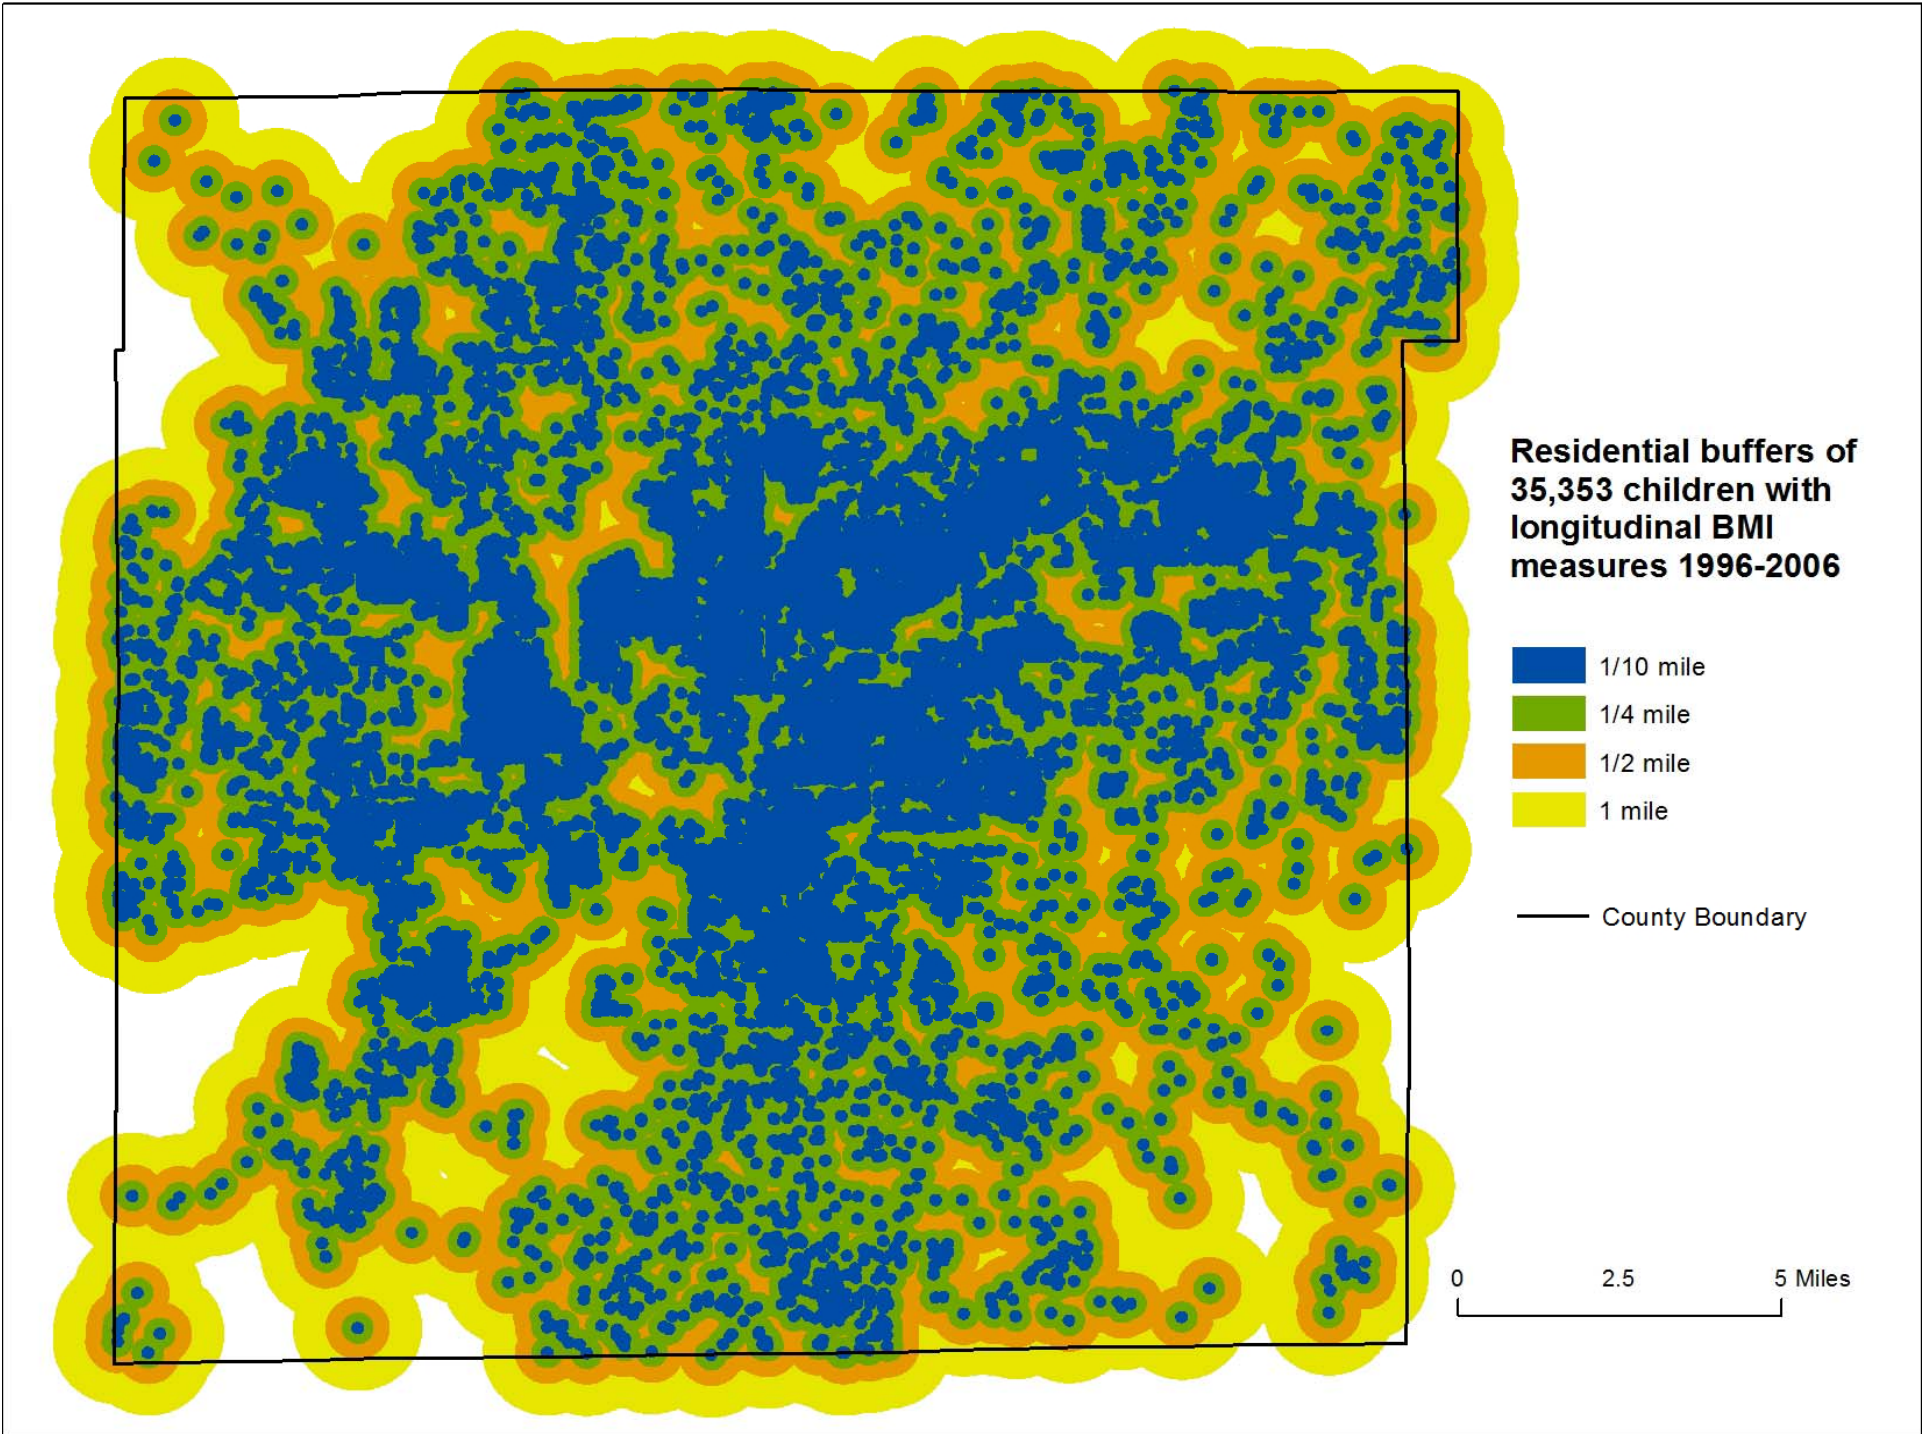 Residential buffers of
35,353 children with
longitudinal BMI
measures 1996-2006
1/10 mile
1/4 mile
1/2 mile
1 mile
County Boundary
0 2.5 5 Miles